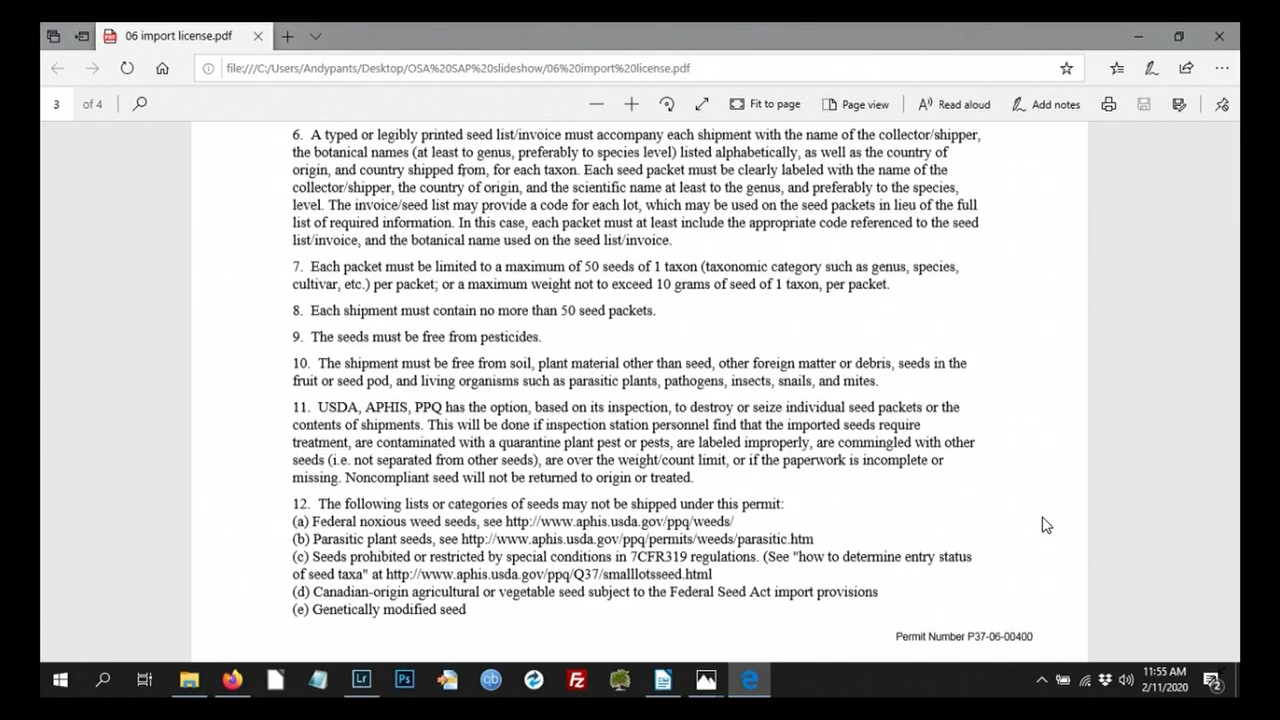 06 import license.pdf
file:///C:/Users/Andypants/Desktop/OSA%20SAP%20slideshow/06%20import%20license.pdf
3 of 4 Fit to page Page view Read aloud Add notes
6. A typed or legibly printed seed list/invoice must accompany each shipment with the name of the collector/shipper,
the botanical names (at least to genus, preferably to species level) listed alphabetically, as well as the country of
origin, and country shipped from, for each taxon. Each seed packet must be clearly labeled with the name of the
collector/shipper, the country of origin, and the scientific name at least to the genus, and preferably to the species,
level. The invoice/seed list may provide a code for each lot, which may be used on the seed packets in lieu of the full
list of required information. In this case, each packet must at least include the appropriate code referenced to the seed
list/invoice, and the botanical name used on the seed list/invoice.
7. Each packet must be limited to a maximum of 50 seeds of 1 taxon (taxonomic category such as genus, species,
cultivar, etc.) per packet; or a maximum weight not to exceed 10 grams of seed of 1 taxon, per packet.
8. Each shipment must contain no more than 50 seed packets.
9. The seeds must be free from pesticides.
10. The shipment must be free from soil, plant material other than seed, other foreign matter or debris, seeds in the
fruit or seed pod, and living organisms such as parasitic plants, pathogens, insects, snails, and mites.
11. USDA, APHIS, PPQ has the option, based on its inspection, to destroy or seize individual seed packets or the
contents of shipments. This will be done if inspection station personnel find that the imported seeds require
treatment, are contaminated with a quarantine plant pest or pests, are labeled improperly, are commingled with other
seeds (i.e. not separated from other seeds), are over the weight/count limit, or if the paperwork is incomplete or
missing. Noncompliant seed will not be returned to origin or treated.
12. The following lists or categories of seeds may not be shipped under this permit:
(a) Federal noxious weed seeds, see http://www.aphis.usda.gov/ppq/weeds/
(b) Parasitic plant seeds, see http://www.aphis.usda.gov/ppq/permits/weeds/parasitic.htm
(c) Seeds prohibited or restricted by special conditions in 7CFR319 regulations. (See "how to determine entry status
of seed taxa" at http://www.aphis.usda.gov/ppq/Q37/smalllotsseed.html
(d) Canadian-origin agricultural or vegetable seed subject to the Federal Seed Act import provisions
(e) Genetically modified seed
Permit Number P37-06-00400
Lr Ps qb Fz
11:55 AM
2/11/2020
2